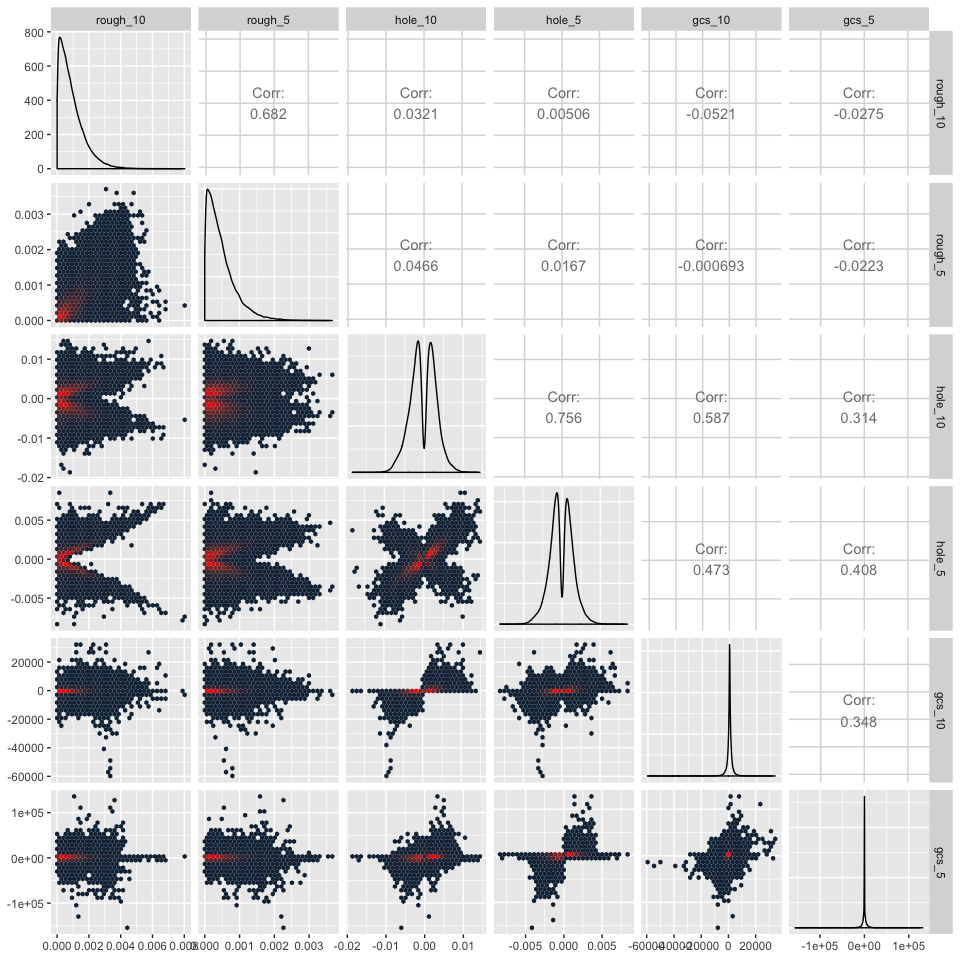 rough_10 rough_5 hole_10 hole_5 gcs_10 gcs_5
800
600
400
200
0
Corr:
0.682
Corr:
0.0321
Corr:
0.00506
Corr:
-0.0521
Corr:
-0.0275
rough_10
0.003
0.002
0.001
0.000
Corr:
0.0466
Corr:
0.0167
Corr:
-0.000693
Corr:
-0.0223
rough_5
0.01
0.00
-0.01
-0.02
Corr:
0.756
Corr:
0.587
Corr:
0.314
hole_10
0.005
0.000
-0.005
Corr:
0.473
Corr:
0.408
hole_5
20000
0
-20000
-40000
-60000
Corr:
0.348
gcs_10
1e+05
0e+00
-1e+05
gcs_5
0.000 0.002 0.004 0.006 0.008
0.000 0.001 0.002 0.003
-0.02 -0.01 0.00 0.01
-0.005 0.000 0.005
-60000 -40000 -20000 0 20000
-1e+05 0e+00 1e+05